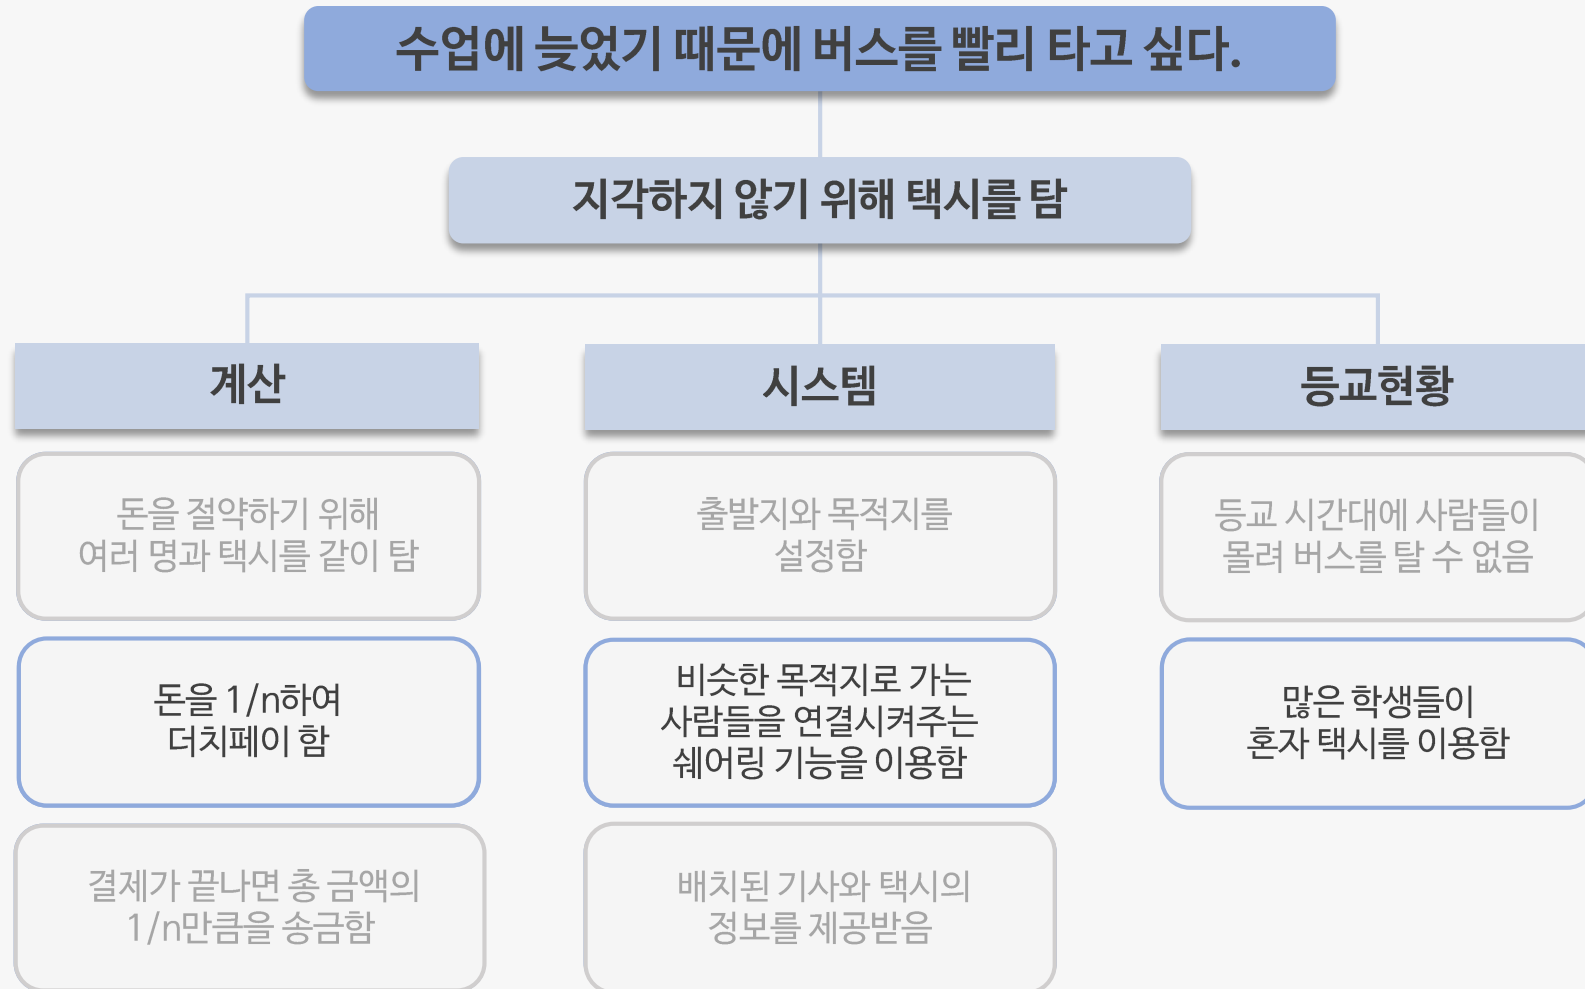 수업에 늦었기 때문에 버스를 빨리 타고 싶다.
지각하지 않기 위해 택시를 탐
계산
돈을 절약하기 위해
여러 명과 택시를 같이 탐
돈을 1/n하여
더치페이 함
결제가 끝나면 총 금액의
1/n만큼을 송금함
시스템
출발지와 목적지를
설정함
비슷한 목적지로 가는
사람들을 연결시켜주는
쉐어링 기능을 이용함
배치된 기사와 택시의
정보를 제공받음
등교현황
등교 시간대에 사람들이
몰려 버스를 탈 수 없음
많은 학생들이
혼자 택시를 이용함